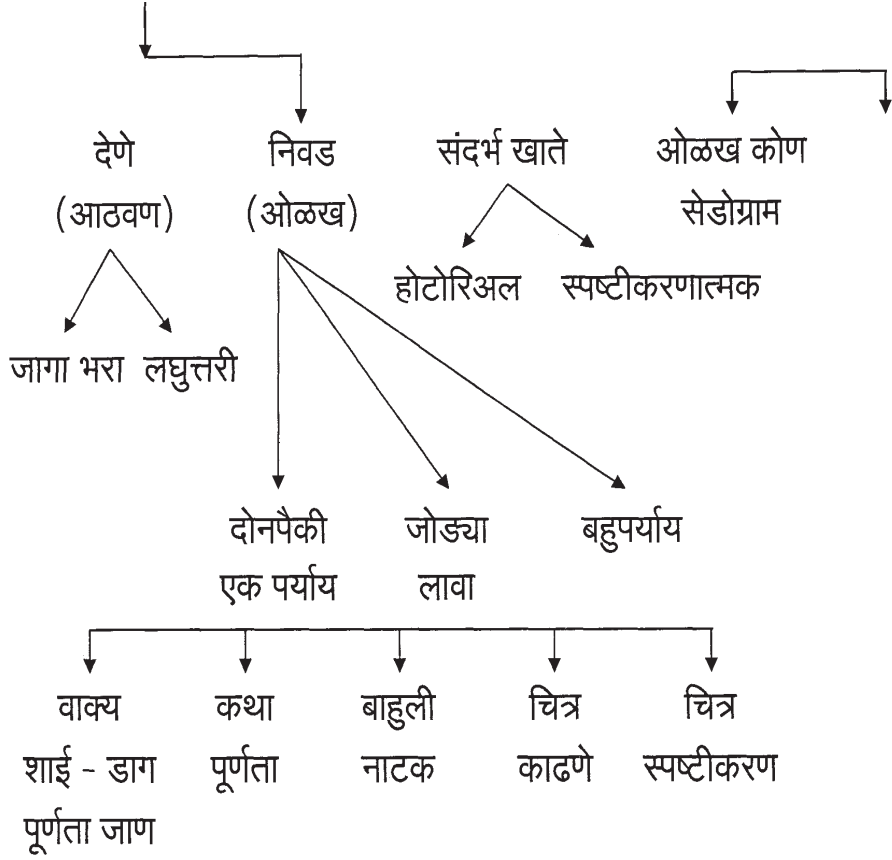 देणे निवड संदर्भ खाते ओळख कोण
(आठवण) (ओळख) सेडोग्राम
होटोरिअल स्पष्टीकरणात्मक
जागा भरा लघुत्तरी
दोनपैकी जोड्या बहुपर्याय
एक पर्याय लावा
वाक्य कथा बाहुली चित्र चित्र
शाई - डाग पूर्णता नाटक काढणे स्पष्टीकरण
पूर्णता जाण